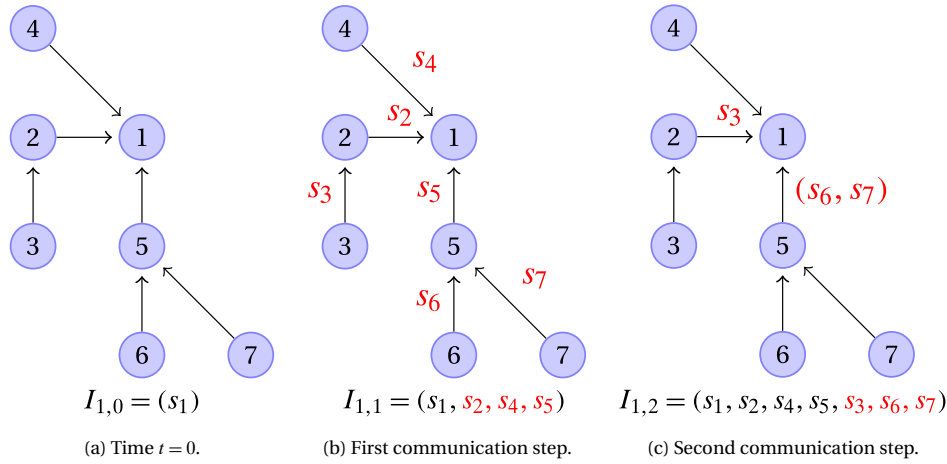 4
2
1
3
5
6
7
I₁,₀ = (s₁)
(a) Time t = 0.
4
s₄
s₂
2
1
s₃
s₅
3
5
s₇
s₆
6
7
I₁,₁ = (s₁, s₂, s₄, s₅)
(b) First communication step.
4
s₃
2
1
(s₆, s₇)
3
5
6
7
I₁,₂ = (s₁, s₂, s₄, s₅, s₃, s₆, s₇)
(c) Second communication step.